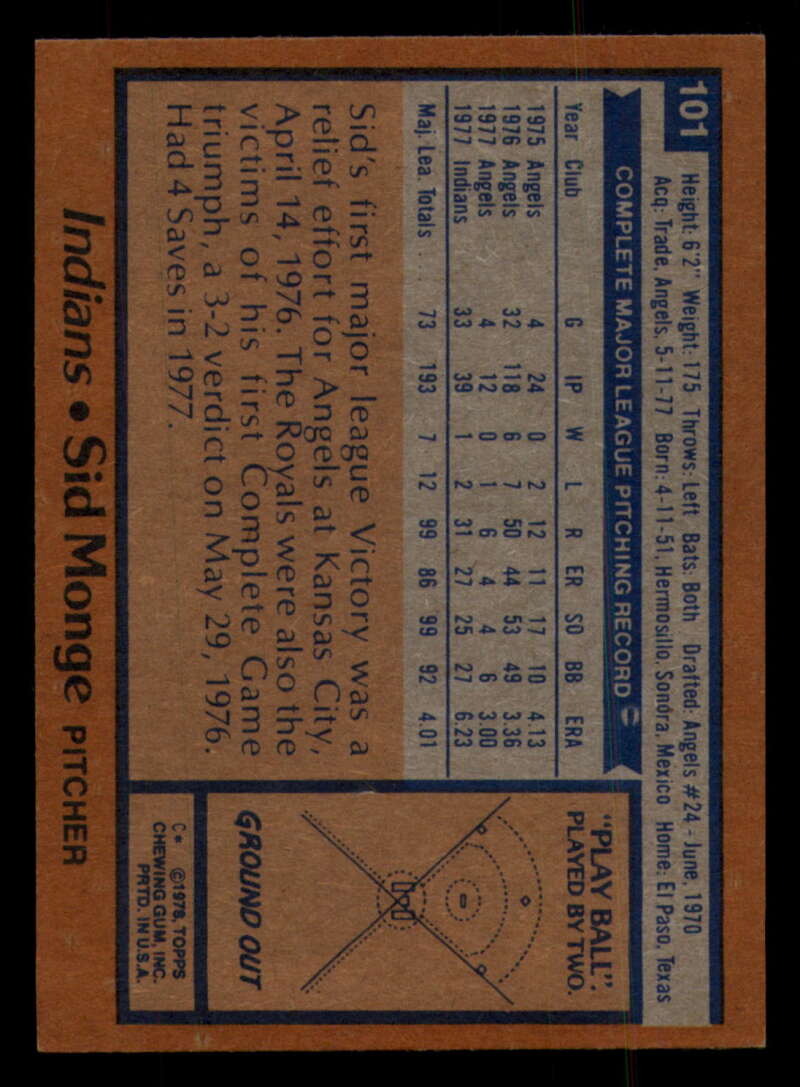 101
Height: 6'2" Weight: 175 Throws: Left Bats: Both Drafted: Angels #24 - June, 1970
Acq: Trade, Angels, 5-11-77 Born: 4-11-51, Hermosillo, Sonora, Mexico Home: El Paso, Texas
COMPLETE MAJOR LEAGUE PITCHING RECORD
Year Club G IP W L R ER SO BB ERA
1975 Angels 4 24 0 2 12 11 17 10 4.13
1976 Angels 32 118 6 7 50 44 53 49 3.36
1977 Angels 4 12 0 1 6 4 4 6 3.00
1977 Indians 33 39 1 2 31 27 25 27 6.23
Maj. Lea. Totals . . . 73 193 7 12 99 86 99 92 4.01
Sid's first major league Victory was a
relief effort for Angels at Kansas City,
April 14, 1976. The Royals were also the
victims of his first Complete Game
triumph, a 3-2 verdict on May 29, 1976.
Had 4 Saves in 1977.
"PLAY BALL".
PLAYED BY TWO.
GROUND OUT
C* ©1978, TOPPS
CHEWING GUM, INC.
PRTD. IN U.S.A.
Indians • Sid Monge PITCHER